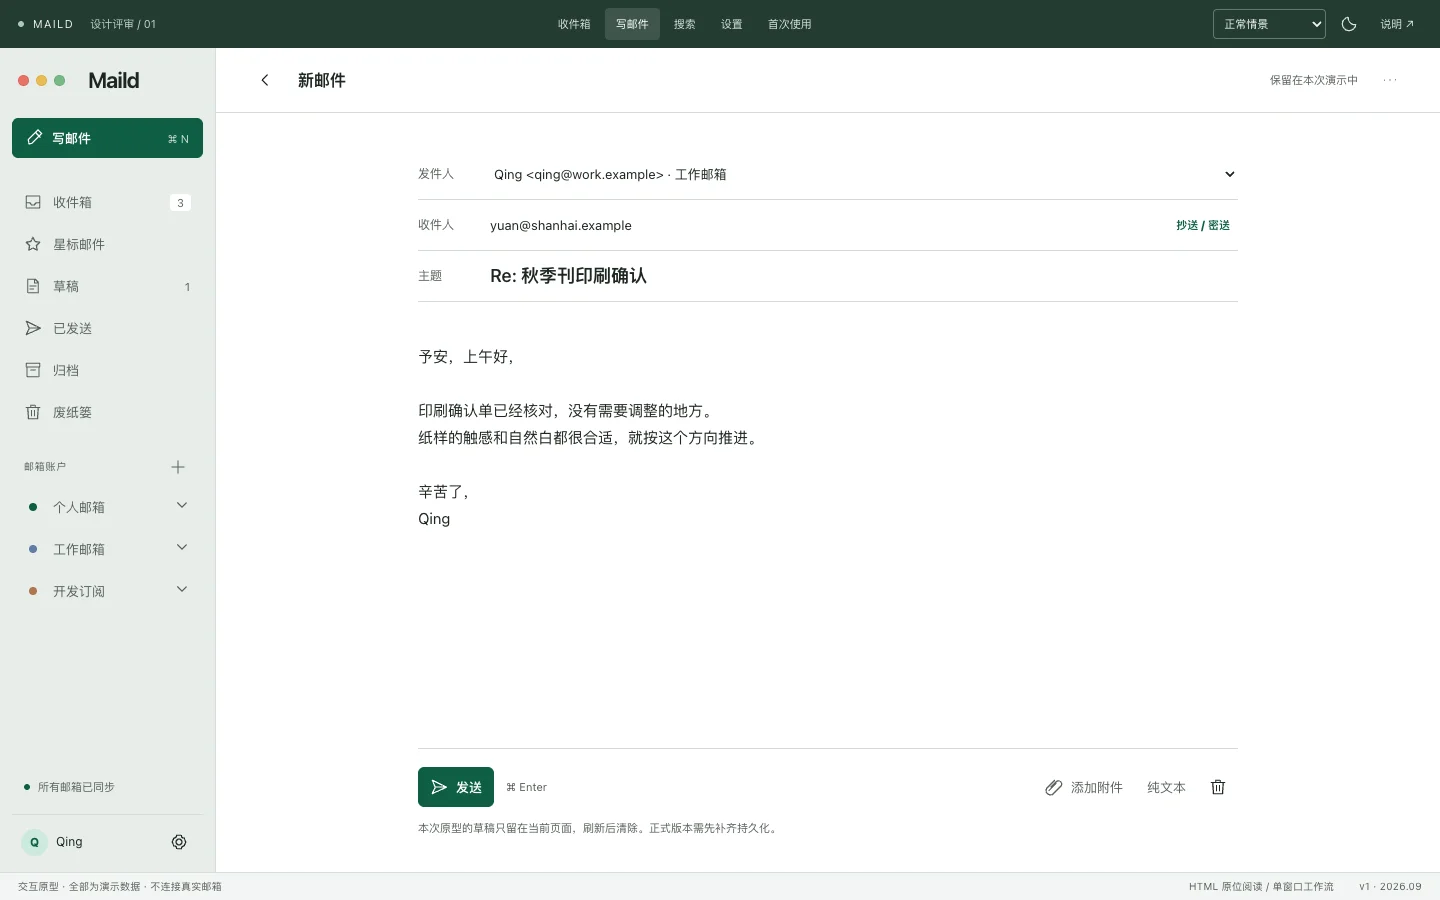 MAILD 设计评审 / 01
收件箱 写邮件 搜索 设置 首次使用
正常情景
说明 ↗
Maild
写邮件 ⌘ N
收件箱 3
星标邮件
草稿 1
已发送
归档
废纸篓
邮箱账户
个人邮箱
工作邮箱
开发订阅
所有邮箱已同步
Q Qing
新邮件
保留在本次演示中 ···
发件人 Qing <qing@work.example> · 工作邮箱
收件人 yuan@shanhai.example 抄送 / 密送
主题 Re: 秋季刊印刷确认
予安，上午好，
印刷确认单已经核对，没有需要调整的地方。
纸样的触感和自然白都很合适，就按这个方向推进。
辛苦了，
Qing
发送 ⌘ Enter
添加附件 纯文本
本次原型的草稿只留在当前页面，刷新后清除。正式版本需先补齐持久化。
交互原型 · 全部为演示数据 · 不连接真实邮箱
HTML 原位阅读 / 单窗口工作流 v1 · 2026.09